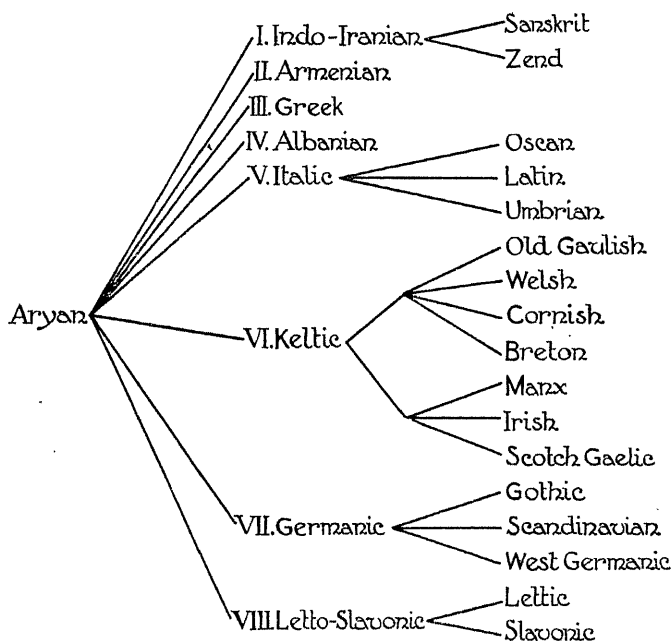 Aryan
I. Indo-Iranian
Sanskrit
Zend
II. Armenian
III. Greek
IV. Albanian
V. Italic
Oscan
Latin
Umbrian
VI. Keltic
Old Gaulish
Welsh
Cornish
Breton
Manx
Irish
Scotch Gaelic
VII. Germanic
Gothic
Scandinavian
West Germanic
VIII. Letto-Slavonic
Lettic
Slavonic